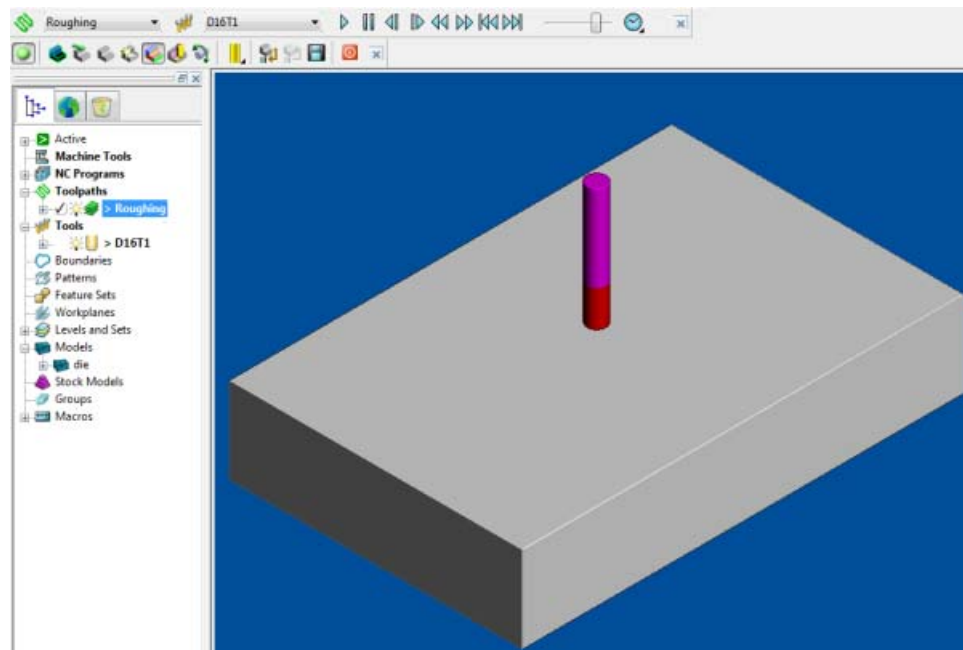 Roughing D16T1
Active
Machine Tools
NC Programs
Toolpaths
> Roughing
Tools
> D16T1
Boundaries
Patterns
Feature Sets
Workplanes
Levels and Sets
Models
die
Stock Models
Groups
Macros